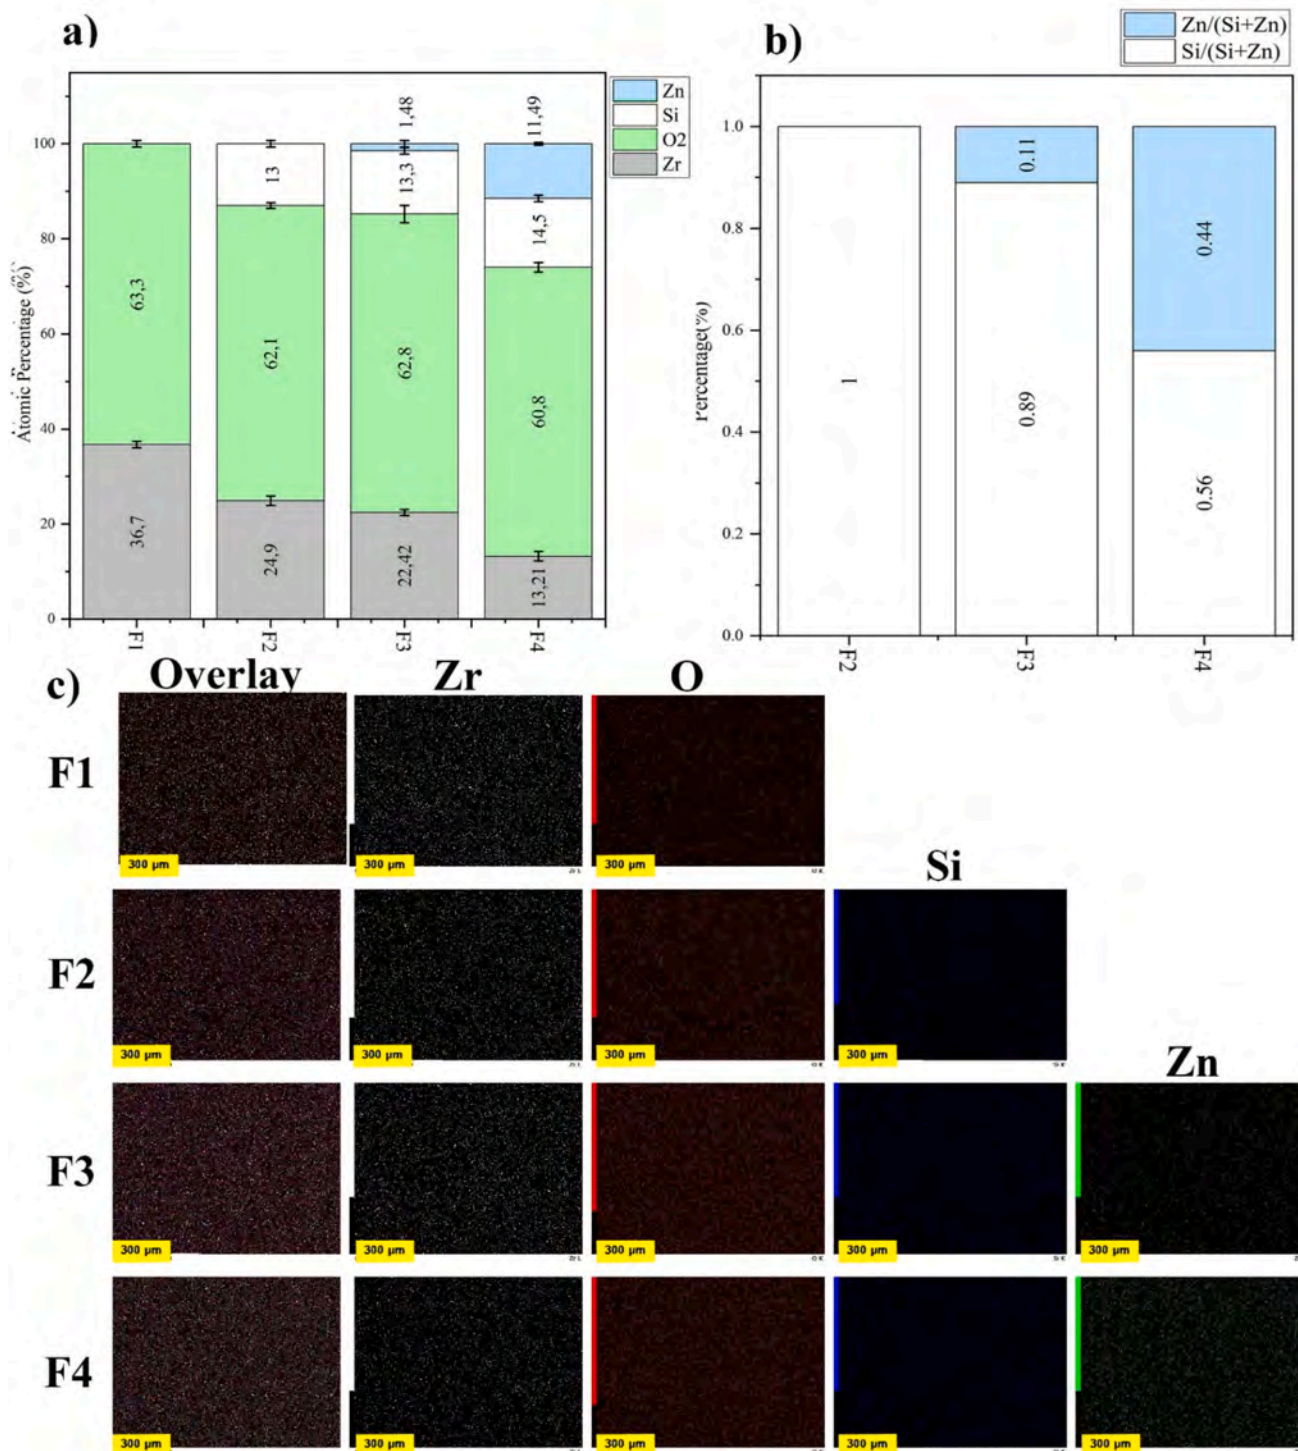 a)
Zn
Si
O2
Zr
Atomic Percentage (%)
100
80
60
40
20
0
36,7
63,3
24,9
62,1
13
22,42
62,8
13,3
1,48
13,21
60,8
14,5
11,49
F1
F2
F3
F4
b)
Zn/(Si+Zn)
Si/(Si+Zn)
Percentage(%)
1.0
0.8
0.6
0.4
0.2
0.0
1
0.89
0.11
0.56
0.44
F2
F3
F4
c)
Overlay
Zr
O
F1
300 µm
300 µm
300 µm
Si
F2
300 µm
300 µm
300 µm
300 µm
Zn
F3
300 µm
300 µm
300 µm
300 µm
300 µm
F4
300 µm
300 µm
300 µm
300 µm
300 µm